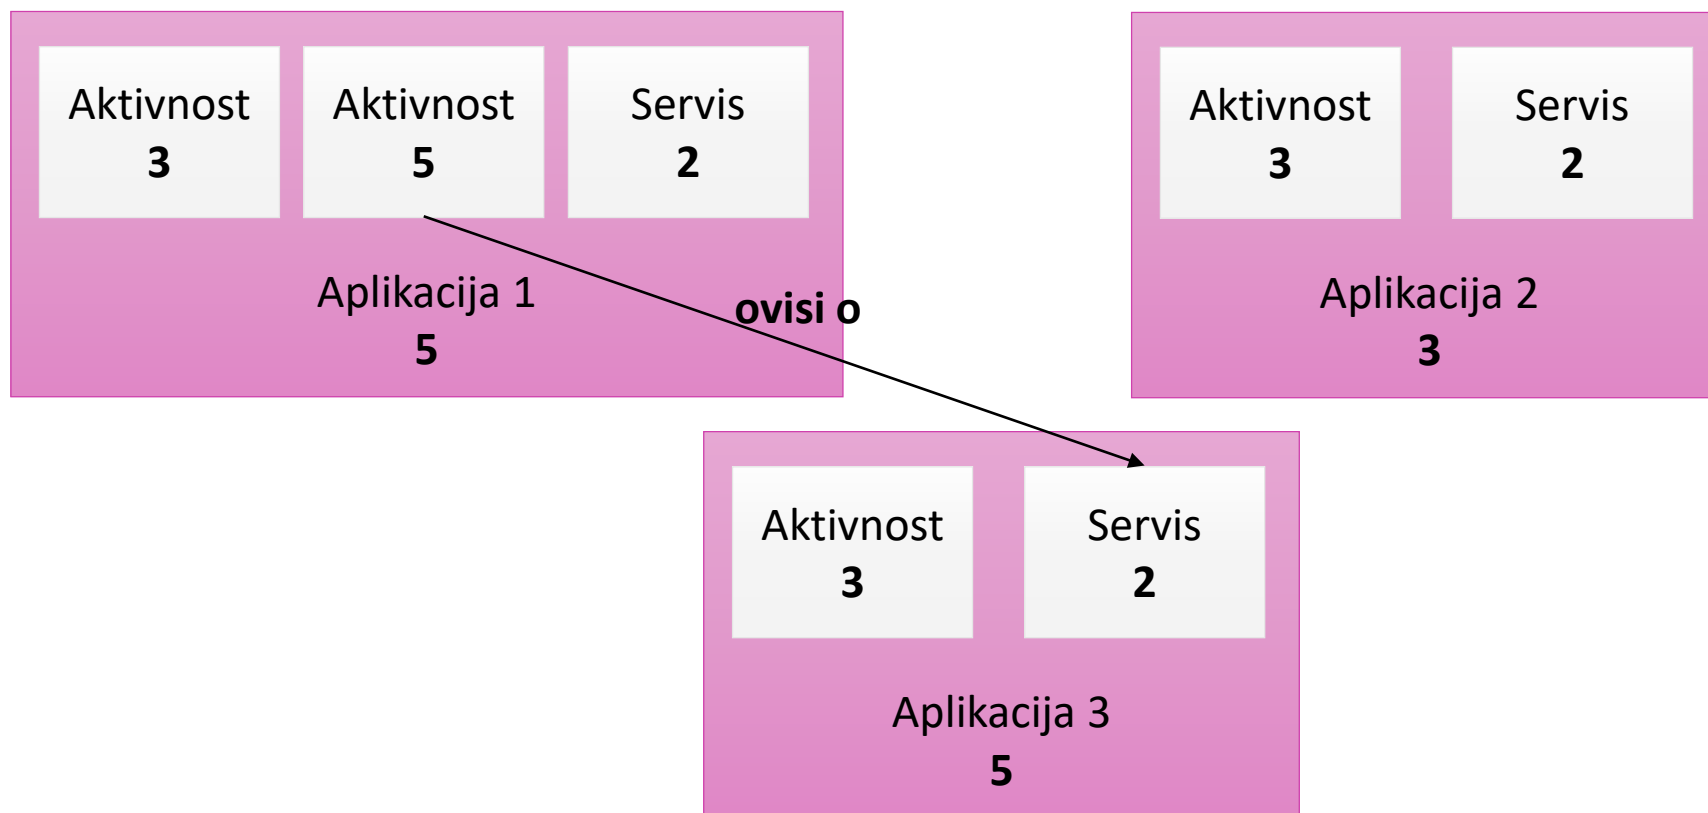 Aktivnost
3
Aktivnost
5
Servis
2
Aplikacija 1
5
ovisi o
Aktivnost
3
Servis
2
Aplikacija 2
3
Aktivnost
3
Servis
2
Aplikacija 3
5